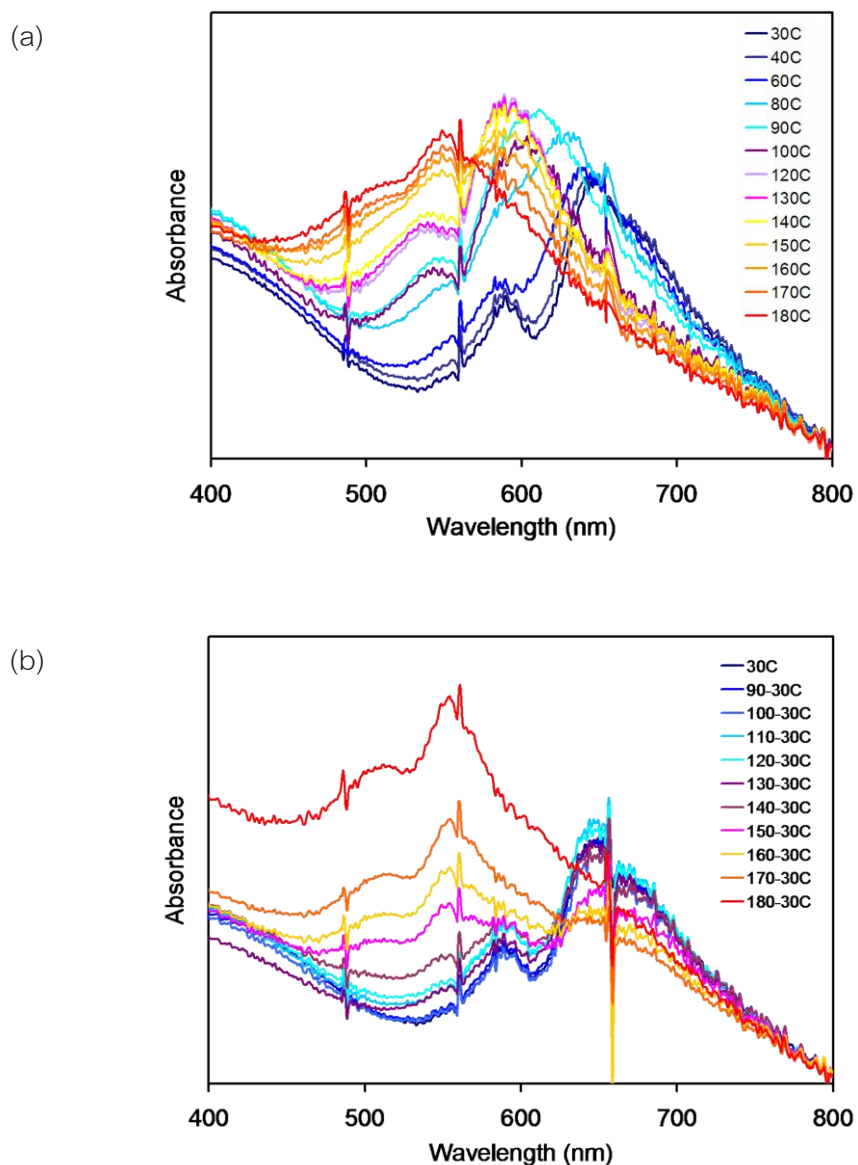 (a)
Absorbance
30C
40C
60C
80C
90C
100C
120C
130C
140C
150C
160C
170C
180C
400 500 600 700 800
Wavelength (nm)
(b)
Absorbance
30C
90-30C
100-30C
110-30C
120-30C
130-30C
140-30C
150-30C
160-30C
170-30C
180-30C
400 500 600 700 800
Wavelength (nm)